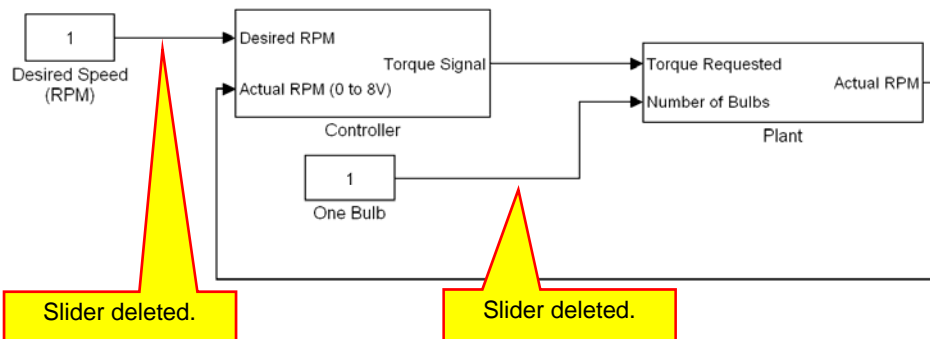 1
Desired Speed
(RPM)
Desired RPM
Actual RPM (0 to 8V)
Torque Signal
Controller
1
One Bulb
Torque Requested
Number of Bulbs
Actual RPM
Plant
Slider deleted.
Slider deleted.